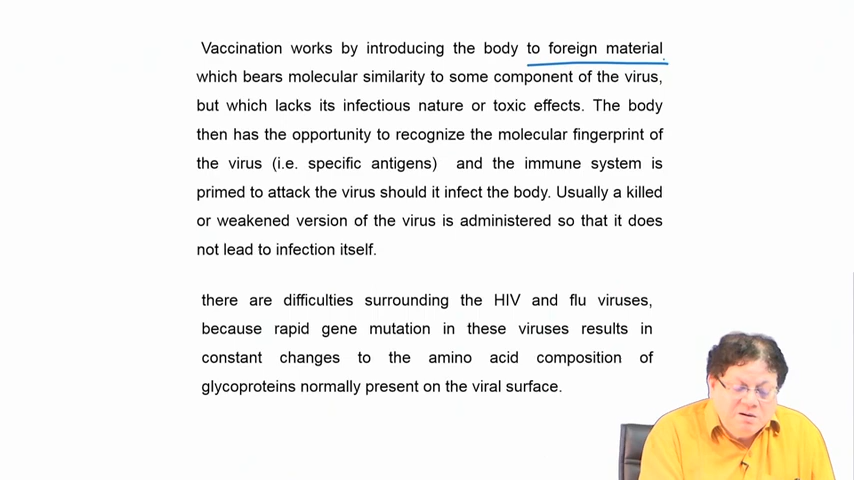 Vaccination works by introducing the body to foreign material
which bears molecular similarity to some component of the virus,
but which lacks its infectious nature or toxic effects. The body
then has the opportunity to recognize the molecular fingerprint of
the virus (i.e. specific antigens) and the immune system is
primed to attack the virus should it infect the body. Usually a killed
or weakened version of the virus is administered so that it does
not lead to infection itself.
there are difficulties surrounding the HIV and flu viruses,
because rapid gene mutation in these viruses results in
constant changes to the amino acid composition of
glycoproteins normally present on the viral surface.